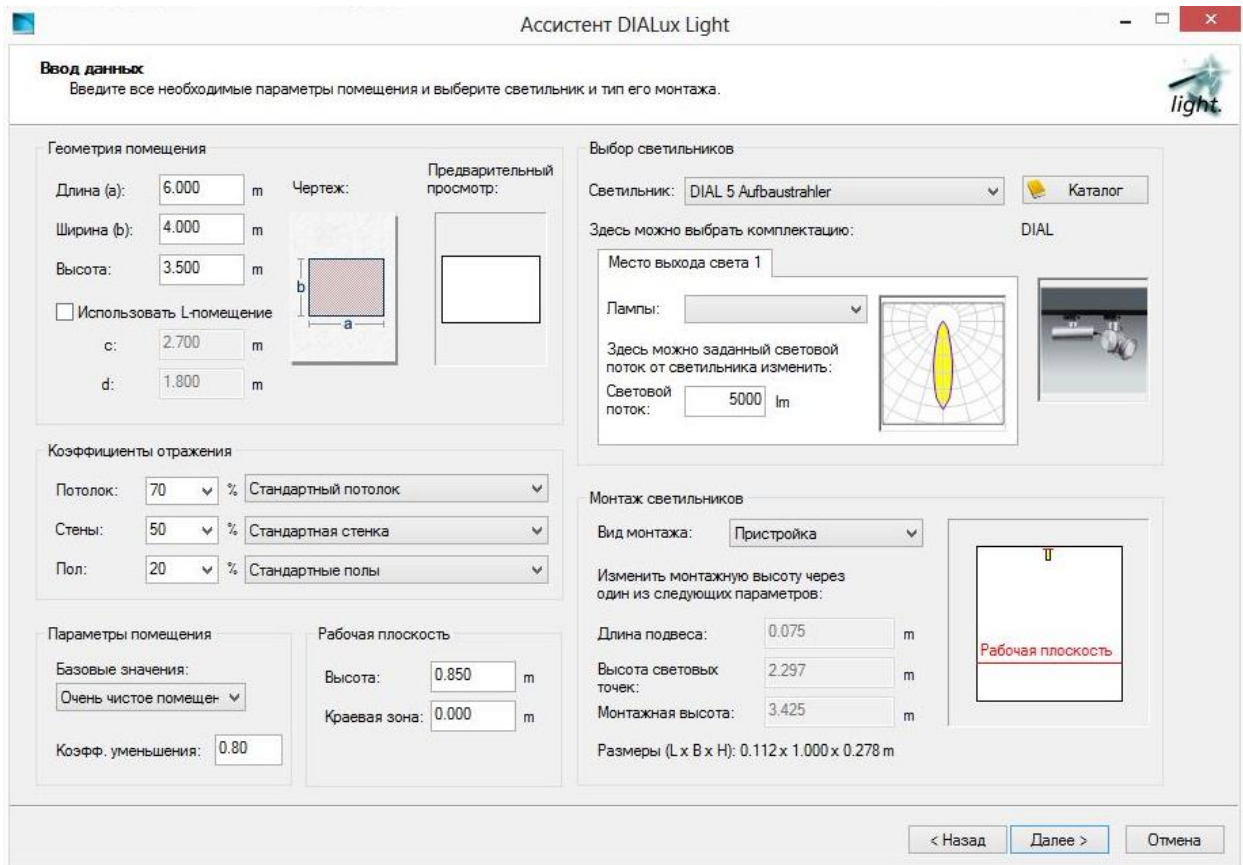 Ассистент DIALux Light
Ввод данных
Введите все необходимые параметры помещения и выберите светильник и тип его монтажа.
light.
Геометрия помещения
Длина (a): 6.000 m
Чертеж:
Предварительный
просмотр:
Ширина (b): 4.000 m
Высота: 3.500 m
b
a
Использовать L-помещение
c: 2.700 m
d: 1.800 m
Коэффициенты отражения
Потолок: 70 % Стандартный потолок
Стены: 50 % Стандартная стенка
Пол: 20 % Стандартные полы
Параметры помещения
Базовые значения:
Очень чистое помещен
Коэфф. уменьшения: 0.80
Рабочая плоскость
Высота: 0.850 m
Краевая зона: 0.000 m
Выбор светильников
Светильник: DIAL 5 Aufbaustrahler Каталог
Здесь можно выбрать комплектацию: DIAL
Место выхода света 1
Лампы:
Здесь можно заданный световой
поток от светильника изменить:
Световой
поток: 5000 lm
Монтаж светильников
Вид монтажа: Пристройка
Изменить монтажную высоту через
один из следующих параметров:
Длина подвеса: 0.075 m
Высота световых
точек: 2.297 m
Монтажная высота: 3.425 m
Размеры (L x B x H): 0.112 x 1.000 x 0.278 m
Рабочая плоскость
< Назад Далее > Отмена